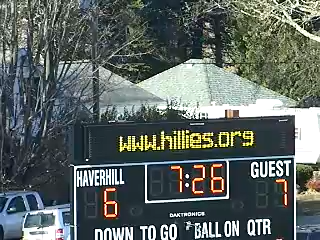 www.hillies.org
HAVERHILL 7:26 GUEST
6 7
DAKTRONICS
DOWN TO GO BALL ON QTR